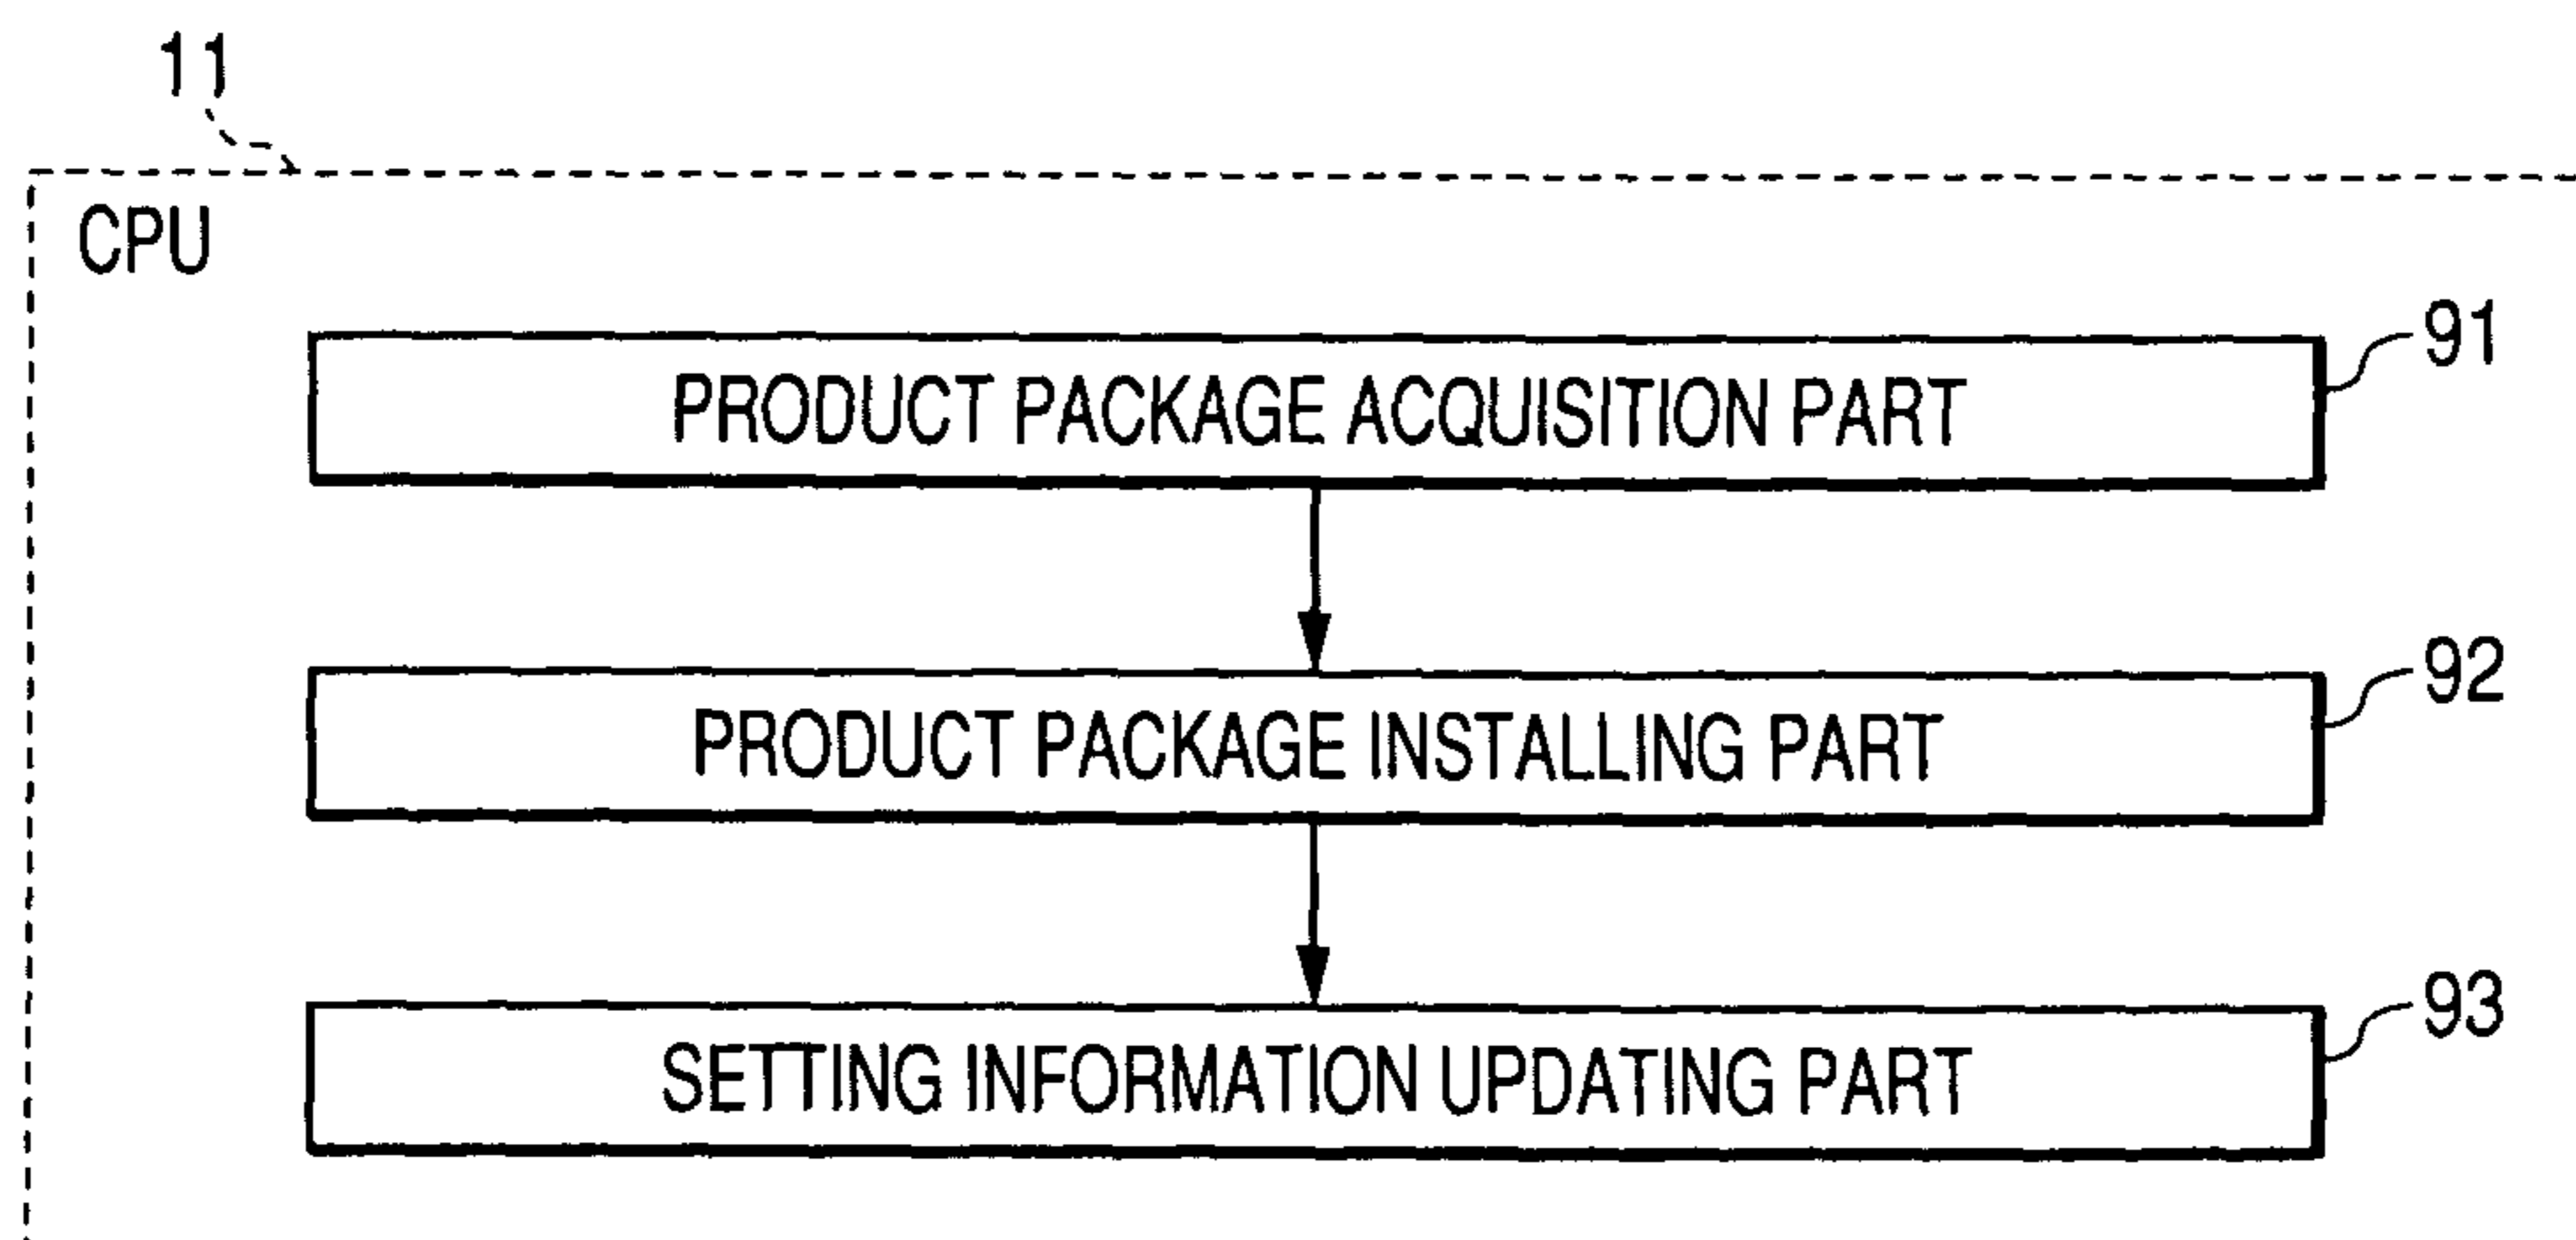 11
CPU
PRODUCT PACKAGE ACQUISITION PART
91
PRODUCT PACKAGE INSTALLING PART
92
SETTING INFORMATION UPDATING PART
93